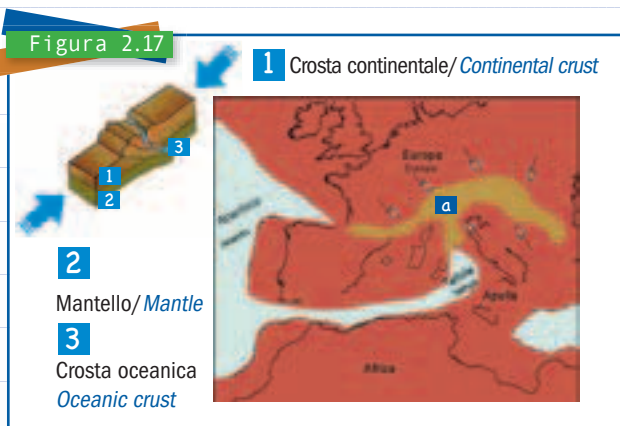 Figura 2.17
1 Crosta continentale/Continental crust
3
1
2
Europa
a
Apulia
Africa
2
Mantello/Mantle
3
Crosta oceanica
Oceanic crust